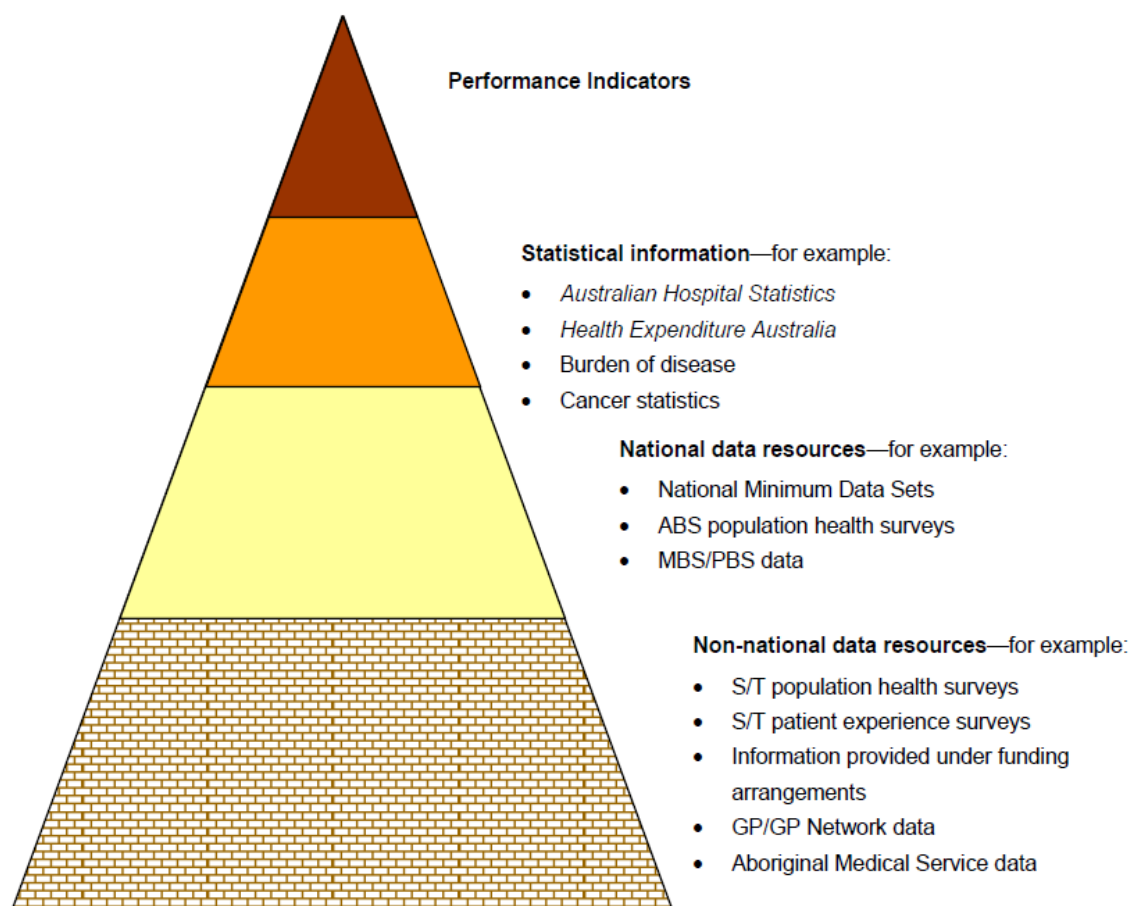 Performance Indicators
Statistical information—for example:
• Australian Hospital Statistics
• Health Expenditure Australia
• Burden of disease
• Cancer statistics
National data resources—for example:
• National Minimum Data Sets
• ABS population health surveys
• MBS/PBS data
Non-national data resources—for example:
• S/T population health surveys
• S/T patient experience surveys
• Information provided under funding
arrangements
• GP/GP Network data
• Aboriginal Medical Service data